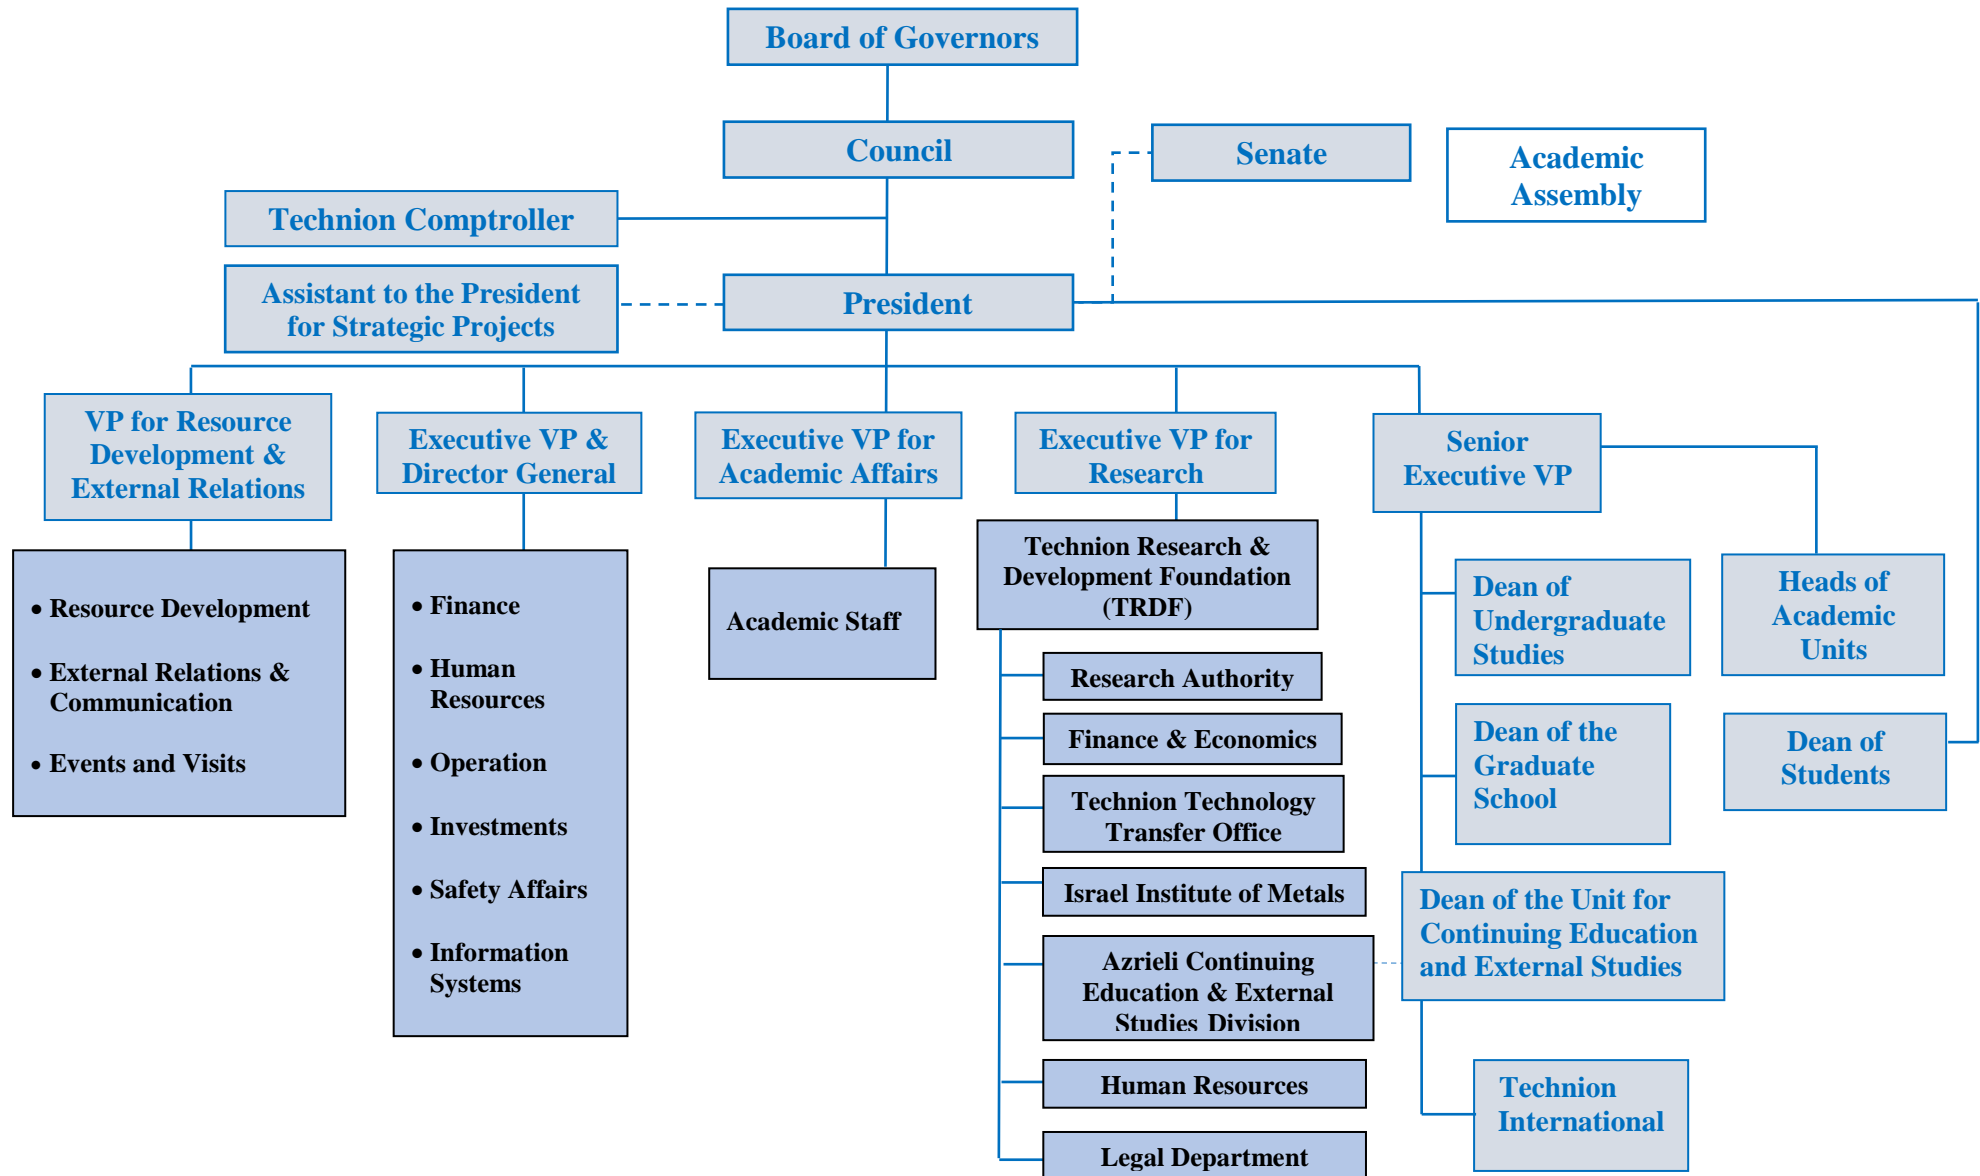 Board of Governors
Council
Senate
Academic
Assembly
Technion Comptroller
Assistant to the President
for Strategic Projects
President
VP for Resource
Development &
External Relations
Executive VP &
Director General
Executive VP for
Academic Affairs
Executive VP for
Research
Senior
Executive VP
• Resource Development
• External Relations &
Communication
• Events and Visits
• Finance
• Human
Resources
• Operation
• Investments
• Safety Affairs
• Information
Systems
Academic Staff
Technion Research &
Development Foundation
(TRDF)
Research Authority
Finance & Economics
Technion Technology
Transfer Office
Israel Institute of Metals
Azrieli Continuing
Education & External
Studies Division
Human Resources
Legal Department
Dean of
Undergraduate
Studies
Dean of the
Graduate
School
Dean of the Unit for
Continuing Education
and External Studies
Technion
International
Heads of
Academic
Units
Dean of
Students